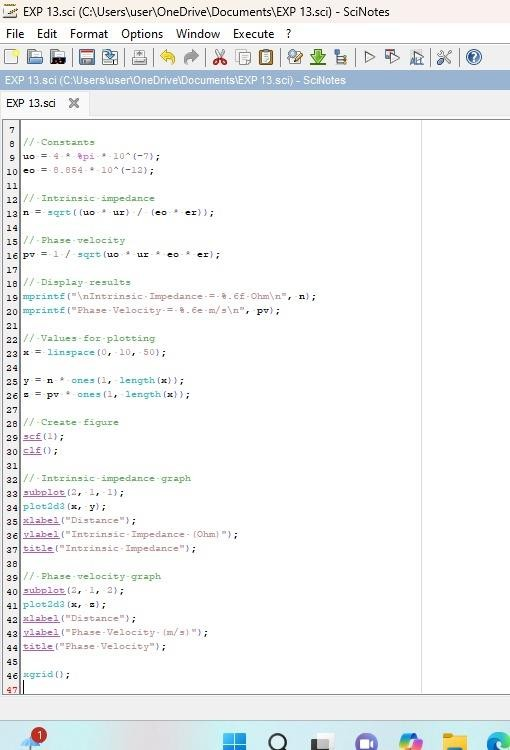 EXP 13.sci (C:\Users\user\OneDrive\Documents\EXP 13.sci) - SciNotes
File Edit Format Options Window Execute ?
EXP 13.sci (C:\Users\user\OneDrive\Documents\EXP 13.sci) - SciNotes
EXP 13.sci
7
8 // Constants
9 uo = 4 * %pi * 10^(-7);
10 eo = 8.854 * 10^(-12);
11
12 // Intrinsic impedance
13 n = sqrt((uo * ur) / (eo * er));
14
15 // Phase velocity
16 pv = 1 / sqrt(uo * ur * eo * er);
17
18 // Display results
19 mprintf("\nIntrinsic Impedance = %.6f Ohm\n", n);
20 mprintf("Phase Velocity = %.6e m/s\n", pv);
21
22 // Values for plotting
23 x = linspace(0, 10, 50);
24
25 y = n * ones(1, length(x));
26 z = pv * ones(1, length(x));
27
28 // Create figure
29 scf(1);
30 clf();
31
32 // Intrinsic impedance graph
33 subplot(2, 1, 1);
34 plot2d3(x, y);
35 xlabel("Distance");
36 ylabel("Intrinsic Impedance (Ohm)");
37 title("Intrinsic Impedance");
38
39 // Phase velocity graph
40 subplot(2, 1, 2);
41 plot2d3(x, z);
42 xlabel("Distance");
43 ylabel("Phase Velocity (m/s)");
44 title("Phase Velocity");
45
46 xgrid();
47
1